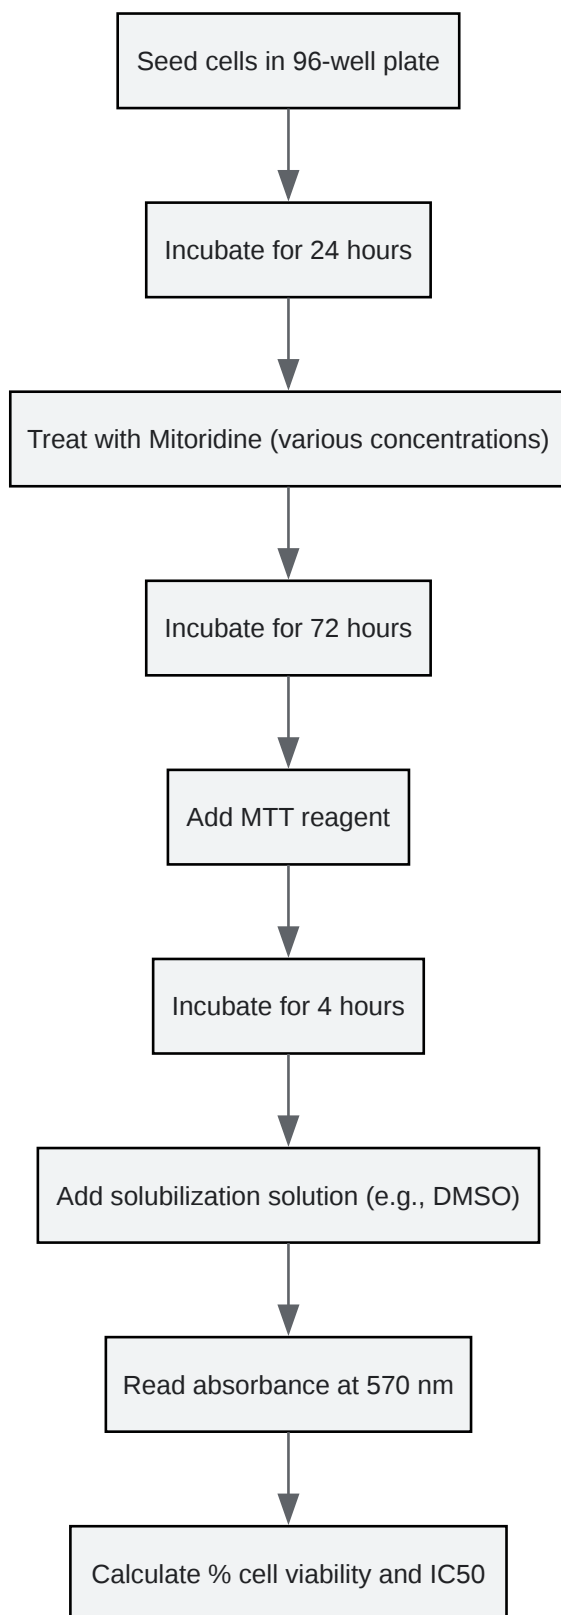 Seed cells in 96-well plate
Incubate for 24 hours
Treat with Mitoridine (various concentrations)
Incubate for 72 hours
Add MTT reagent
Incubate for 4 hours
Add solubilization solution (e.g., DMSO)
Read absorbance at 570 nm
Calculate % cell viability and IC50